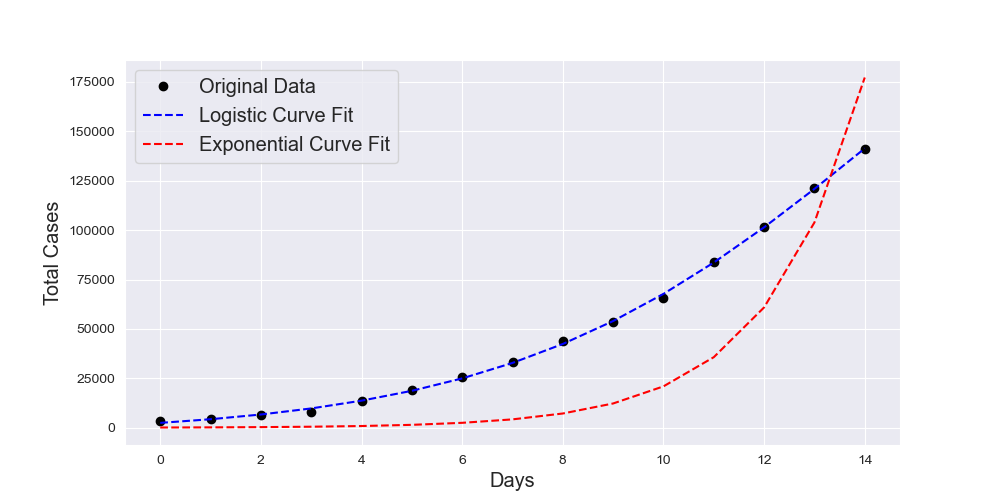 Original Data
Logistic Curve Fit
Exponential Curve Fit
175000
150000
125000
100000
75000
50000
25000
0
Total Cases
0 2 4 6 8 10 12 14
Days